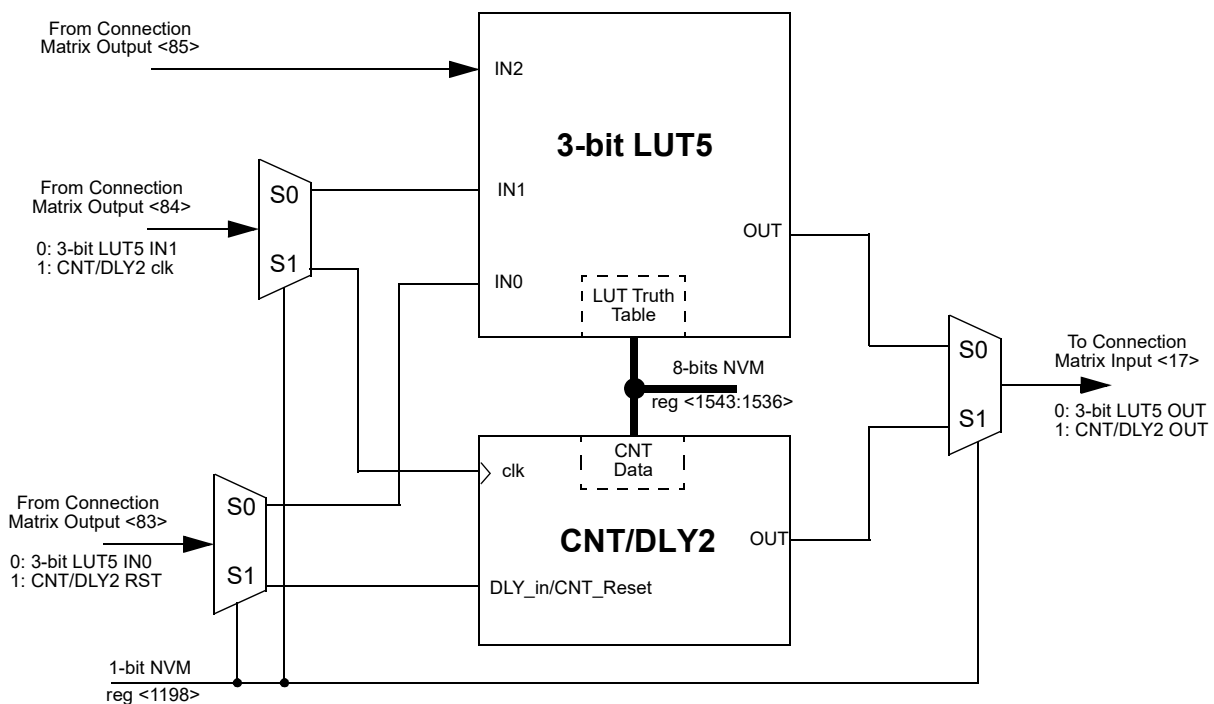 From Connection
Matrix Output <85>
IN2
3-bit LUT5
From Connection
Matrix Output <84>
0: 3-bit LUT5 IN1
1: CNT/DLY2 clk
S0
S1
IN1
IN0
OUT
LUT Truth
Table
8-bits NVM
reg <1543:1536>
S0
S1
To Connection
Matrix Input <17>
0: 3-bit LUT5 OUT
1: CNT/DLY2 OUT
From Connection
Matrix Output <83>
0: 3-bit LUT5 IN0
1: CNT/DLY2 RST
S0
S1
clk
CNT
Data
CNT/DLY2
OUT
DLY_in/CNT_Reset
1-bit NVM
reg <1198>